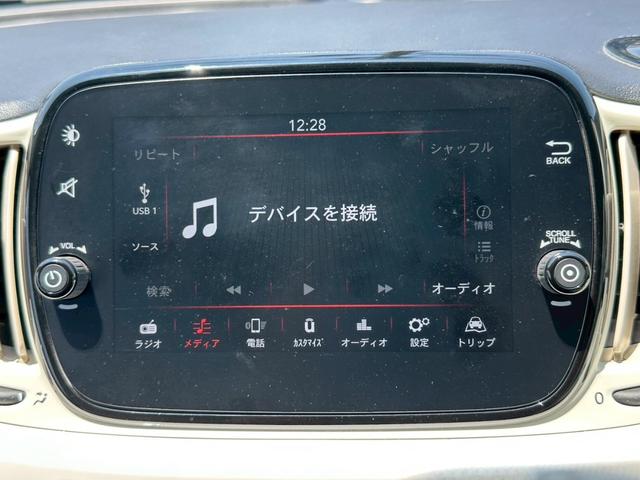 12:28
リピート
シャッフル
BACK
USB 1
デバイスを接続
情報
VOL
ソース
SCROLL
TUNE
トラック
検索
オーディオ
ラジオ
メディア
電話
カスタマイズ
オーディオ
設定
トリップ
0